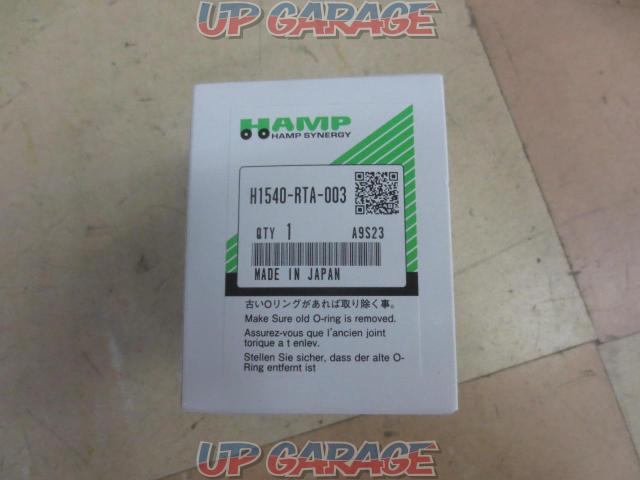 UP GARAGE
HAMP
HAMP SYNERGY
H1540-RTA-003
QTY 1 A9S23
MADE IN JAPAN
古いOリングがあれば取り除く事。
Make Sure old O-ring is removed.
Assurez-vous que l'ancien joint
torique a t enlev.
Stellen Sie sicher, dass der alte O-
Ring entfernt ist
UP GARAGE